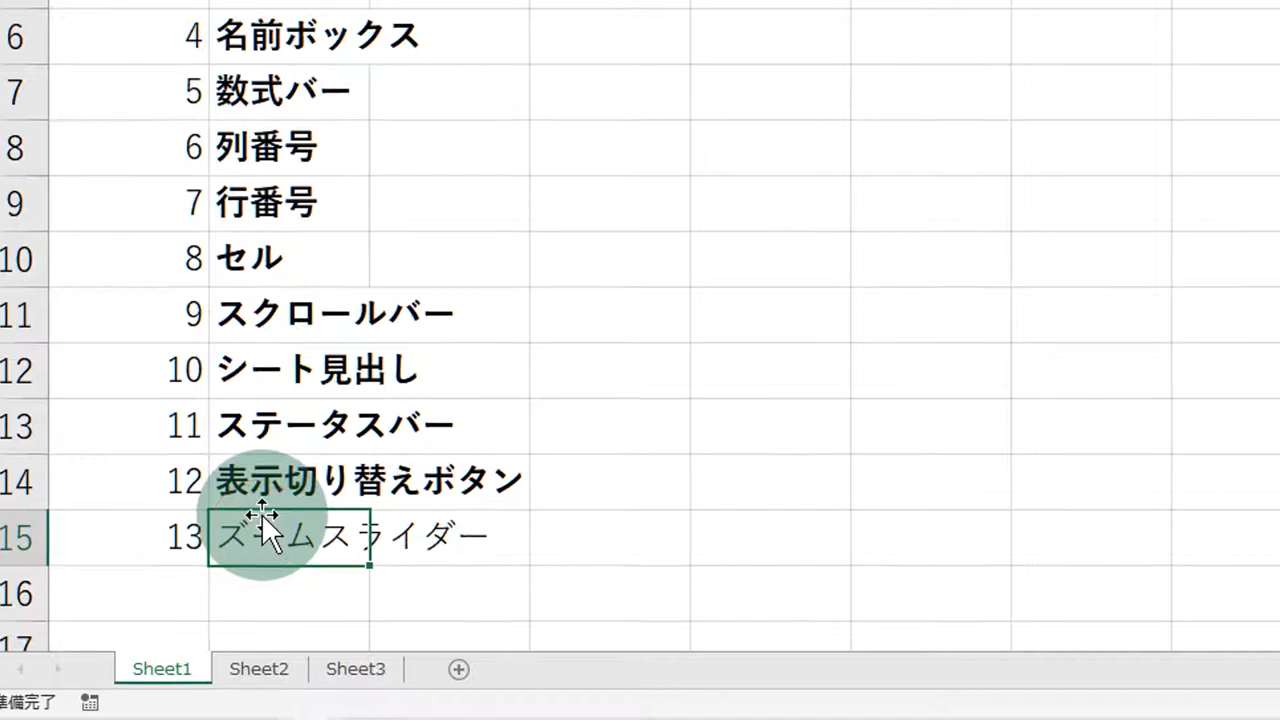 6 4 名前ボックス
7 5 数式バー
8 6 列番号
9 7 行番号
10 8 セル
11 9 スクロールバー
12 10 シート見出し
13 11 ステータスバー
14 12 表示切り替えボタン
15 13 ズームスライダー
16
17
Sheet1 Sheet2 Sheet3
準備完了